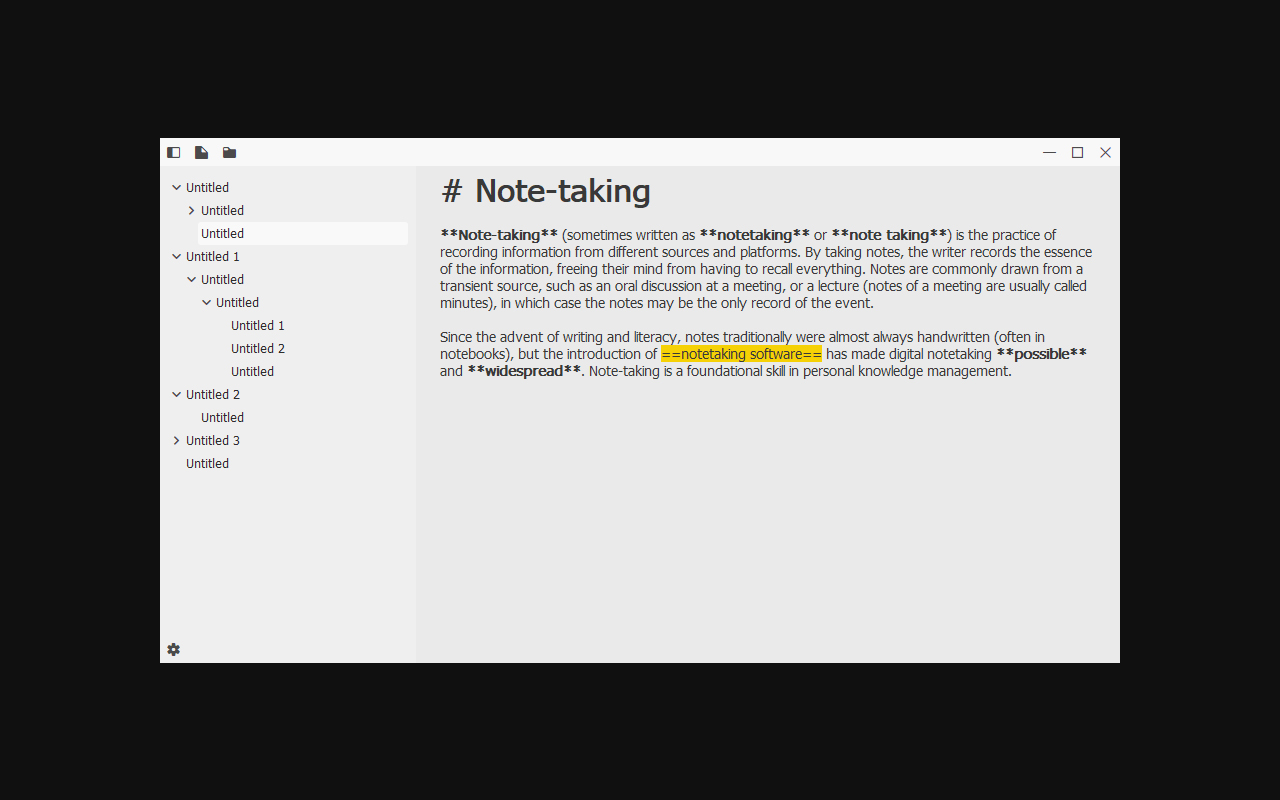 Untitled
Untitled
Untitled
Untitled 1
Untitled
Untitled
Untitled 1
Untitled 2
Untitled
Untitled 2
Untitled
Untitled 3
Untitled
# Note-taking
**Note-taking** (sometimes written as **notetaking** or **note taking**) is the practice of
recording information from different sources and platforms. By taking notes, the writer records the essence
of the information, freeing their mind from having to recall everything. Notes are commonly drawn from a
transient source, such as an oral discussion at a meeting, or a lecture (notes of a meeting are usually called
minutes), in which case the notes may be the only record of the event.
Since the advent of writing and literacy, notes traditionally were almost always handwritten (often in
notebooks), but the introduction of ==notetaking software== has made digital notetaking **possible**
and **widespread**. Note-taking is a foundational skill in personal knowledge management.